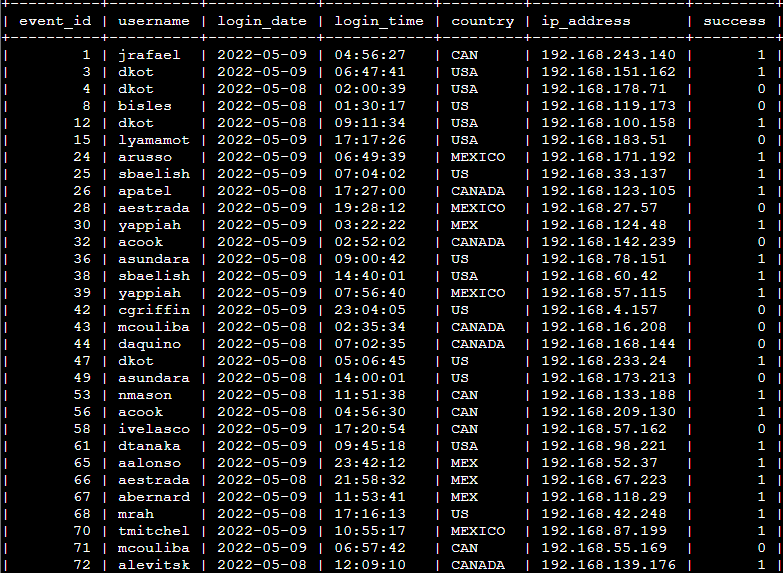 +----------+----------+------------+------------+---------+-----------------+---------+
| event_id | username | login_date | login_time | country | ip_address      | success |
+----------+----------+------------+------------+---------+-----------------+---------+
|        1 | jrafael  | 2022-05-09 | 04:56:27   | CAN     | 192.168.243.140 |       1 |
|        3 | dkot     | 2022-05-09 | 06:47:41   | USA     | 192.168.151.162 |       1 |
|        4 | dkot     | 2022-05-08 | 02:00:39   | USA     | 192.168.178.71  |       0 |
|        8 | bisles   | 2022-05-08 | 01:30:17   | US      | 192.168.119.173 |       0 |
|       12 | dkot     | 2022-05-08 | 09:11:34   | USA     | 192.168.100.158 |       1 |
|       15 | lyamamot | 2022-05-09 | 17:17:26   | USA     | 192.168.183.51  |       0 |
|       24 | arusso   | 2022-05-09 | 06:49:39   | MEXICO  | 192.168.171.192 |       1 |
|       25 | sbaelish | 2022-05-09 | 07:04:02   | US      | 192.168.33.137  |       1 |
|       26 | apatel   | 2022-05-08 | 17:27:00   | CANADA  | 192.168.123.105 |       1 |
|       28 | aestrada | 2022-05-09 | 19:28:12   | MEXICO  | 192.168.27.57   |       0 |
|       30 | yappiah  | 2022-05-09 | 03:22:22   | MEX     | 192.168.124.48  |       1 |
|       32 | acook    | 2022-05-09 | 02:52:02   | CANADA  | 192.168.142.239 |       0 |
|       36 | asundara | 2022-05-08 | 09:00:42   | US      | 192.168.78.151  |       1 |
|       38 | sbaelish | 2022-05-09 | 14:40:01   | USA     | 192.168.60.42   |       1 |
|       39 | yappiah  | 2022-05-09 | 07:56:40   | MEXICO  | 192.168.57.115  |       1 |
|       42 | cgriffin | 2022-05-09 | 23:04:05   | US      | 192.168.4.157   |       0 |
|       43 | mcouliba | 2022-05-08 | 02:35:34   | CANADA  | 192.168.16.208  |       0 |
|       44 | daquino  | 2022-05-08 | 07:02:35   | CANADA  | 192.168.168.144 |       0 |
|       47 | dkot     | 2022-05-08 | 05:06:45   | US      | 192.168.233.24  |       1 |
|       49 | asundara | 2022-05-08 | 14:00:01   | US      | 192.168.173.213 |       0 |
|       53 | nmason   | 2022-05-08 | 11:51:38   | CAN     | 192.168.133.188 |       1 |
|       56 | acook    | 2022-05-08 | 04:56:30   | CAN     | 192.168.209.130 |       1 |
|       58 | ivelasco | 2022-05-09 | 17:20:54   | CAN     | 192.168.57.162  |       0 |
|       61 | dtanaka  | 2022-05-09 | 09:45:18   | USA     | 192.168.98.221  |       1 |
|       65 | aalonso  | 2022-05-09 | 23:42:12   | MEX     | 192.168.52.37   |       1 |
|       66 | aestrada | 2022-05-08 | 21:58:32   | MEX     | 192.168.67.223  |       1 |
|       67 | abernard | 2022-05-09 | 11:53:41   | MEX     | 192.168.118.29  |       1 |
|       68 | mrah     | 2022-05-08 | 17:16:13   | US      | 192.168.42.248  |       1 |
|       70 | tmitchel | 2022-05-09 | 10:55:17   | MEXICO  | 192.168.87.199  |       1 |
|       71 | mcouliba | 2022-05-09 | 06:57:42   | CAN     | 192.168.55.169  |       0 |
|       72 | alevitsk | 2022-05-08 | 12:09:10   | CANADA  | 192.168.139.176 |       1 |